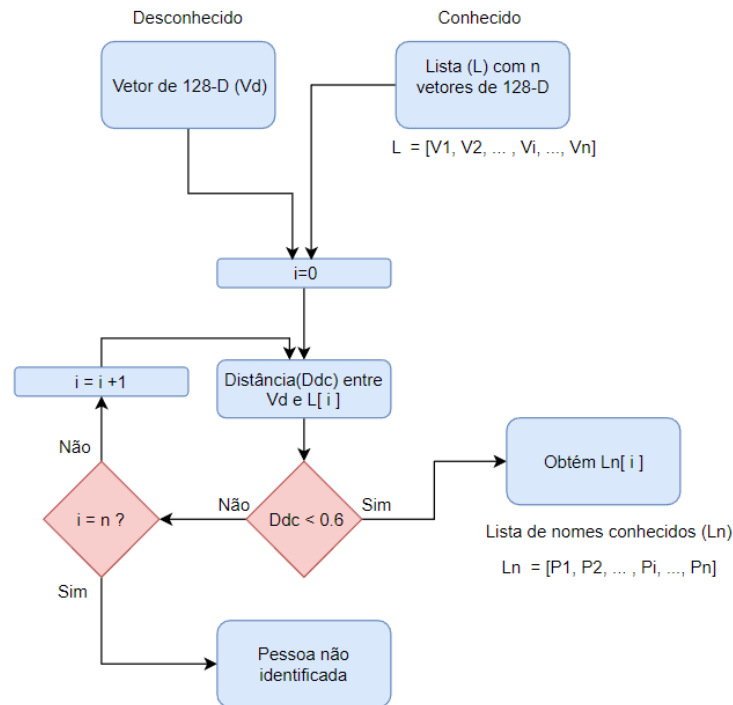 Desconhecido
Conhecido
Vetor de 128-D (Vd)
Lista (L) com n
vetores de 128-D
L = [V1, V2, ... , Vi, ..., Vn]
i=0
i = i +1
Distância(Ddc) entre
Vd e L[ i ]
Não
i = n ?
Não
Ddc < 0.6
Sim
Obtém Ln[ i ]
Lista de nomes conhecidos (Ln)
Ln = [P1, P2, ... , Pi, ..., Pn]
Sim
Pessoa não
identificada